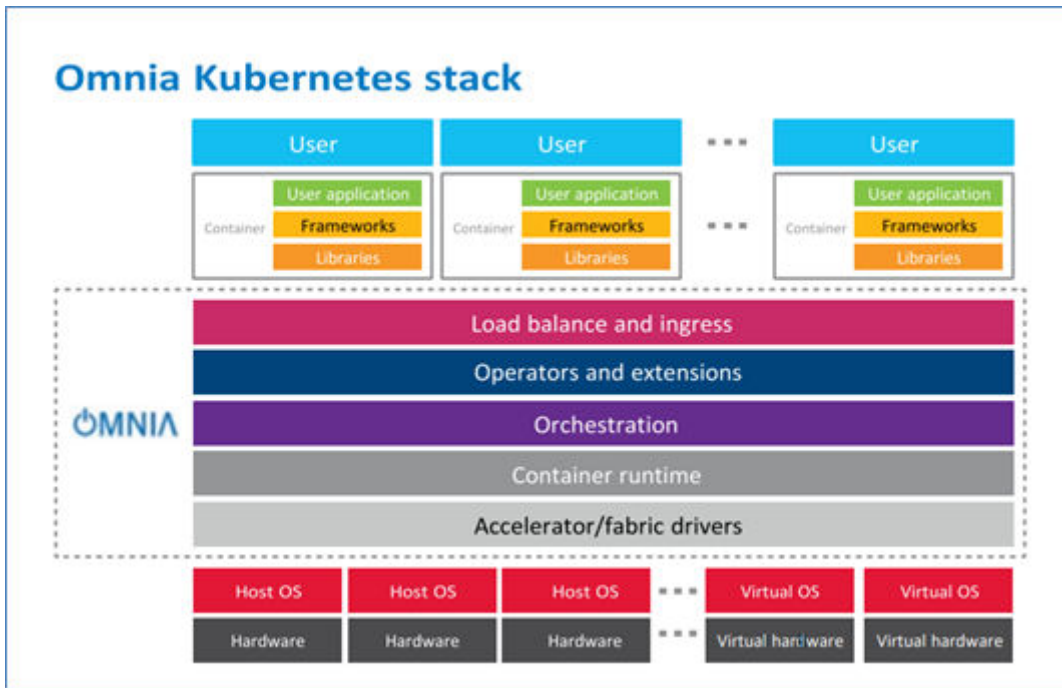 Omnia Kubernetes stack
User User User
User application User application User application
Container Frameworks Container Frameworks Container Frameworks
Libraries Libraries Libraries
Load balance and ingress
Operators and extensions
OMNIA Orchestration
Container runtime
Accelerator/fabric drivers
Host OS Host OS Host OS Virtual OS Virtual OS
Hardware Hardware Hardware Virtual hardware Virtual hardware